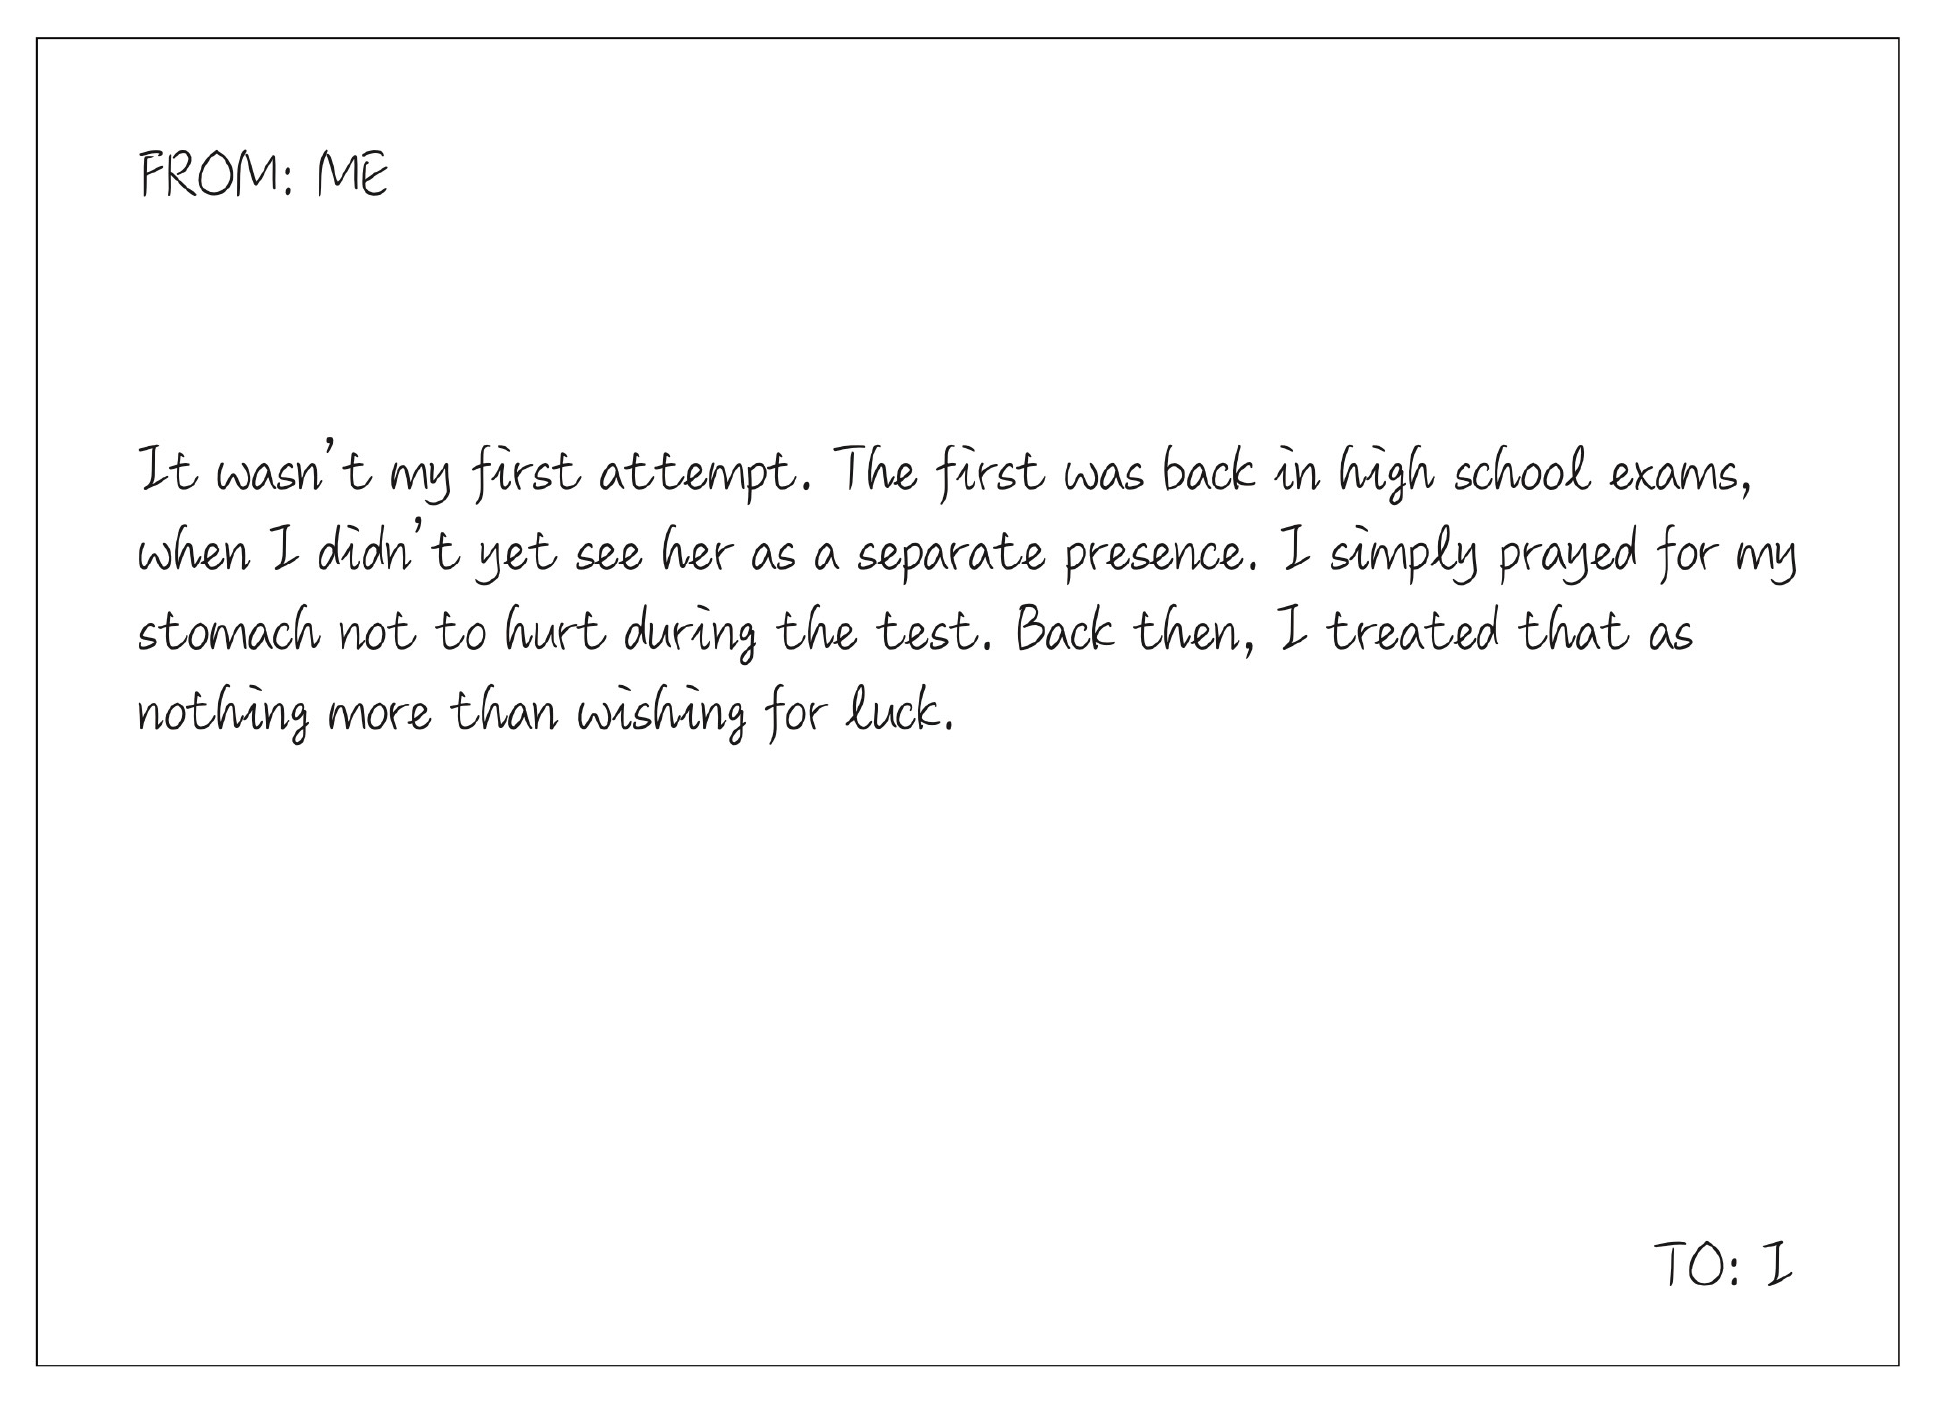 FROM: ME
It wasn't my first attempt. The first was back in high school exams,
when I didn't yet see her as a separate presence. I simply prayed for my
stomach not to hurt during the test. Back then, I treated that as
nothing more than wishing for luck.
TO: I